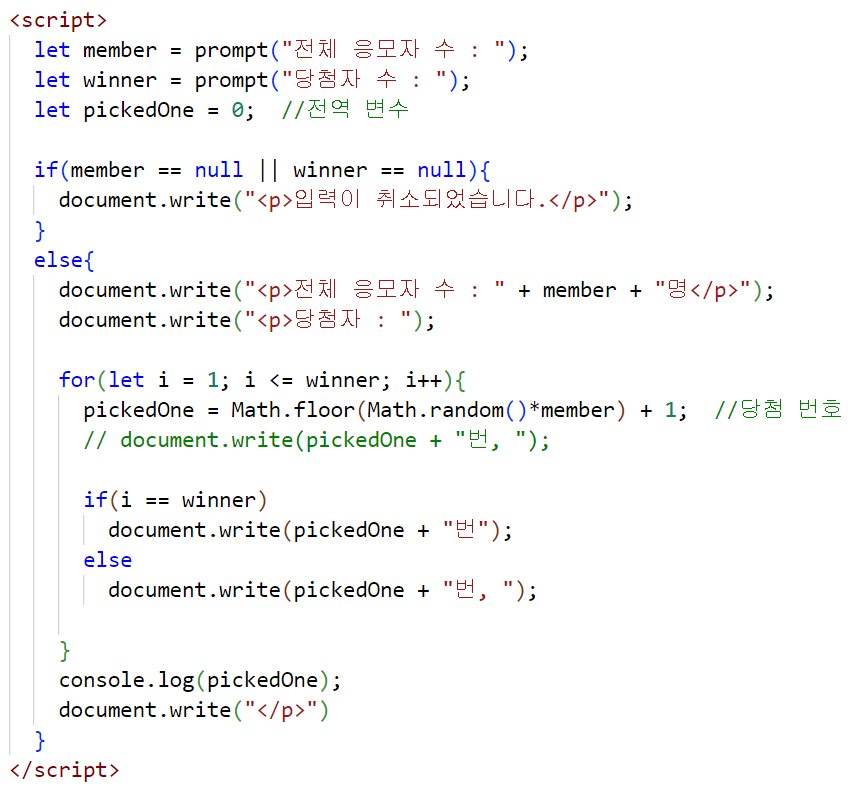 <script>
let member = prompt("전체 응모자 수 : ");
let winner = prompt("당첨자 수 : ");
let pickedOne = 0;  //전역 변수
if(member == null || winner == null){
document.write("<p>입력이 취소되었습니다.</p>");
}
else{
document.write("<p>전체 응모자 수 : " + member + "명</p>");
document.write("<p>당첨자 : ");
for(let i = 1; i <= winner; i++){
pickedOne = Math.floor(Math.random()*member) + 1;  //당첨 번호
// document.write(pickedOne + "번, ");
if(i == winner)
document.write(pickedOne + "번");
else
document.write(pickedOne + "번, ");
}
console.log(pickedOne);
document.write("</p>")
}
</script>